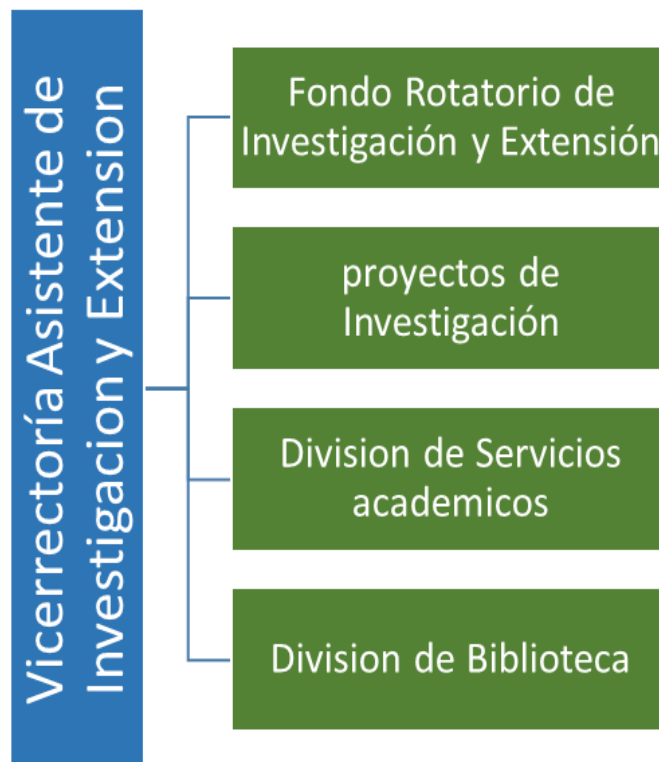 Vicerrectoría Asistente de
Investigacion y Extension
Fondo Rotatorio de
Investigación y Extensión
proyectos de
Investigación
Division de Servicios
academicos
Division de Biblioteca